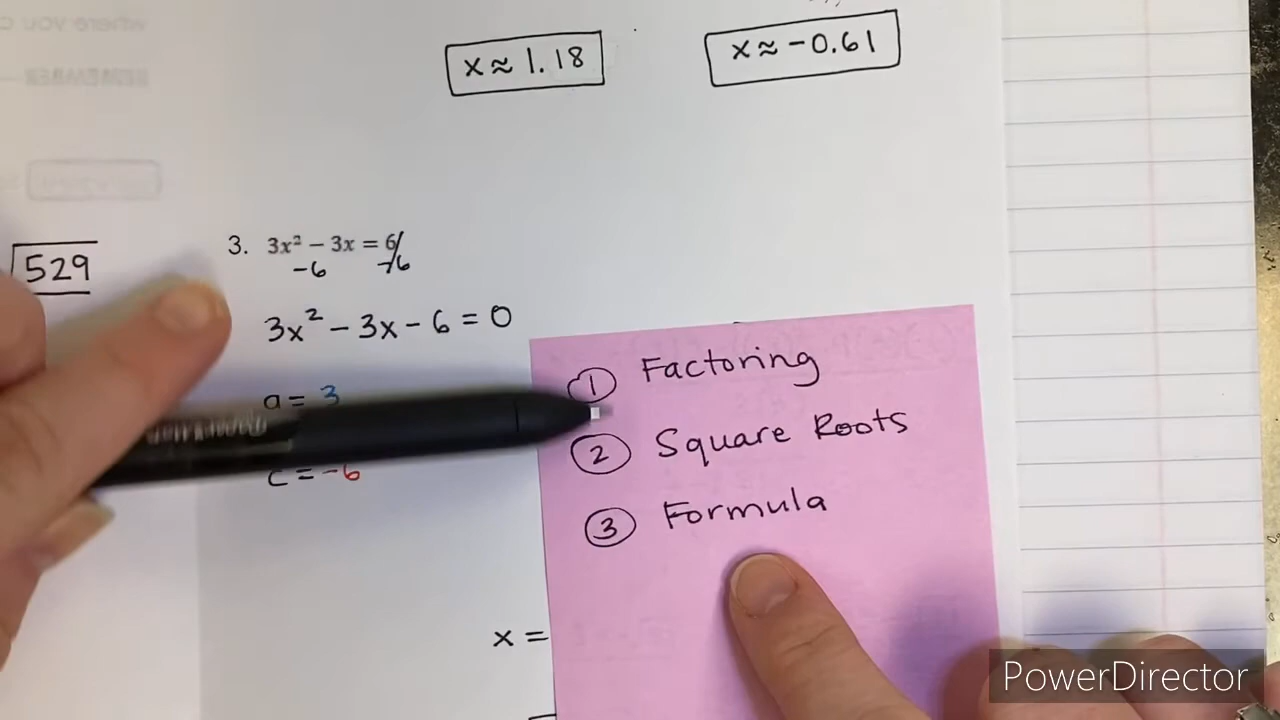 x ≈ 1.18
x ≈ -0.61
529
3. 3x² - 3x = 6
-6 -6
3x² - 3x - 6 = 0
a = 3
c = -6
1 Factoring
2 Square Roots
3 Formula
x =
PowerDirector